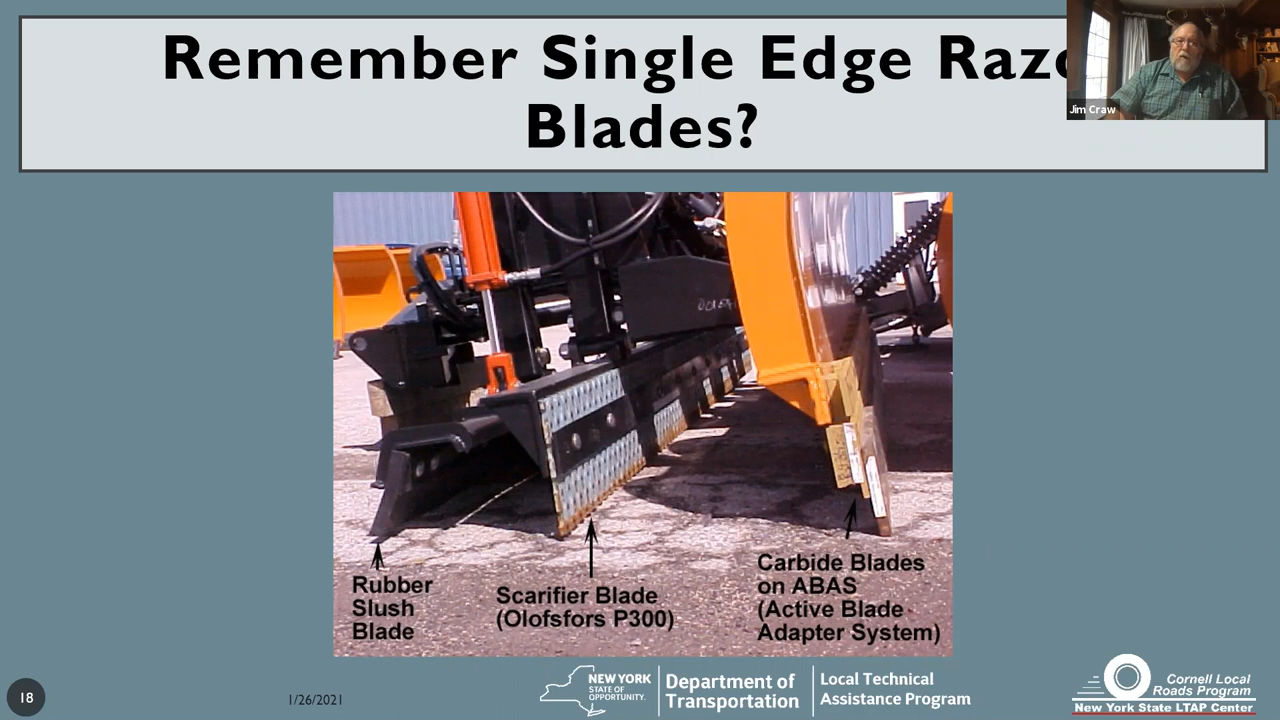 Remember Single Edge Razo
Blades?
Jim Craw
Rubber
Slush
Blade
Scarifier Blade
(Olofsfors P300)
Carbide Blades
on ABAS
(Active Blade
Adapter System)
18
1/26/2021
NEW YORK
STATE OF
OPPORTUNITY.
Department of
Transportation
Local Technical
Assistance Program
Cornell Local
Roads Program
New York State LTAP Center